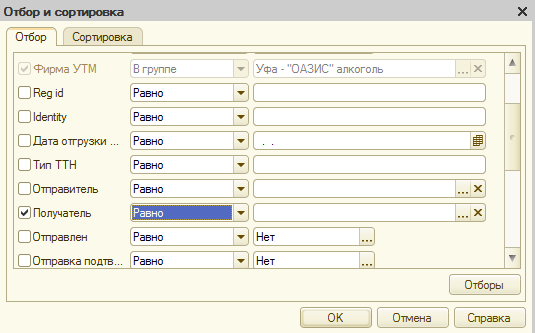 Отбор и сортировка
Отбор Сортировка
Фирма УТМ В группе Уфа - "ОАЗИС" алкоголь ...
Reg id Равно
Identity Равно
Дата отгрузки ... Равно . .
Тип ТТН Равно
Отправитель Равно ...
Получатель Равно ...
Отправлен Равно Нет ...
Отправка подтв... Равно Нет ...
Отборы
OK Отмена Справка